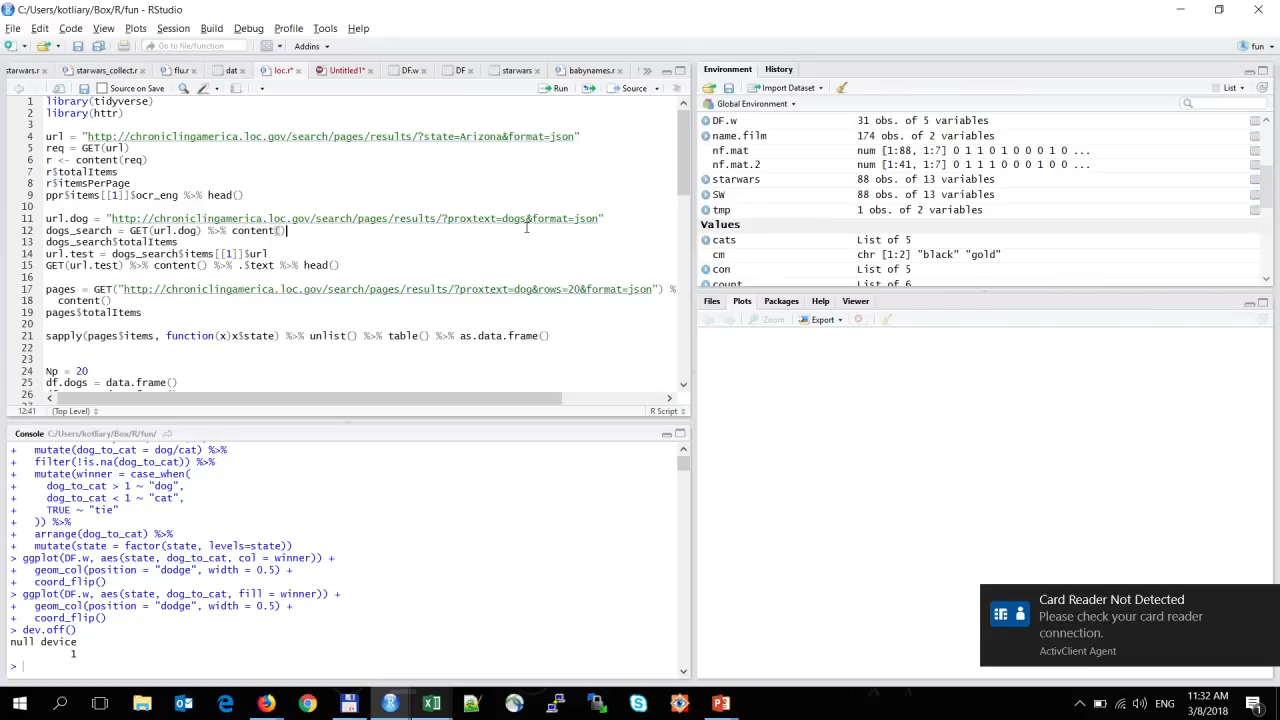 C:/Users/kotliary/Box/R/fun - RStudio
File Edit Code View Plots Session Build Debug Profile Tools Help
Go to file/function Addins fun
starwars.r starwars_collect.r flu.r dat loc.r* Untitled1* DF.w DF starwars babynames.r
Source on Save Run Source
1 library(tidyverse)
2 library(httr)
3
4 url = "http://chroniclingamerica.loc.gov/search/pages/results/?state=Arizona&format=json"
5 req = GET(url)
6 r <- content(req)
7 r$totalItems
8 r$itemsPerPage
9 ppr$items[[1]]$ocr_eng %>% head()
10
11 url.dog = "http://chroniclingamerica.loc.gov/search/pages/results/?proxtext=dogs&format=json"
12 dogs_search = GET(url.dog) %>% content()
13 dogs_search$totalItems
14 url.test = dogs_search$items[[1]]$url
15 GET(url.test) %>% content() %>% .$text %>% head()
16
17 pages = GET("http://chroniclingamerica.loc.gov/search/pages/results/?proxtext=dog&rows=20&format=json") %
18 content()
19 pages$totalItems
20
21 sapply(pages$items, function(x)x$state) %>% unlist() %>% table() %>% as.data.frame()
22
23
24 Np = 20
25 df.dogs = data.frame()
26
12:41 (Top Level) R Script
Console C:/Users/kotliary/Box/R/fun/
+ mutate(dog_to_cat = dog/cat) %>%
+ filter(!is.na(dog_to_cat)) %>%
+ mutate(winner = case_when(
+ dog_to_cat > 1 ~ "dog",
+ dog_to_cat < 1 ~ "cat",
+ TRUE ~ "tie"
+ )) %>%
+ arrange(dog_to_cat) %>%
+ mutate(state = factor(state, levels=state))
> ggplot(DF.w, aes(state, dog_to_cat, col = winner)) +
+ geom_col(position = "dodge", width = 0.5) +
+ coord_flip()
> ggplot(DF.w, aes(state, dog_to_cat, fill = winner)) +
+ geom_col(position = "dodge", width = 0.5) +
+ coord_flip()
> dev.off()
null device
1
>
Environment History
Import Dataset List
Global Environment
DF.w 31 obs. of 5 variables
name.film 174 obs. of 2 variables
nf.mat num [1:88, 1:7] 0 1 1 0 1 0 0 0 1 0 ...
nf.mat.2 num [1:41, 1:7] 0 1 1 1 0 0 0 1 0 0 ...
starwars 88 obs. of 13 variables
SW 88 obs. of 13 variables
tmp 1 obs. of 2 variables
Values
cats List of 5
cm chr [1:2] "black" "gold"
con List of 5
count List of 6
Files Plots Packages Help Viewer
Zoom Export
Card Reader Not Detected
Please check your card reader
connection.
ActivClient Agent
ENG
11:32 AM
3/8/2018
1